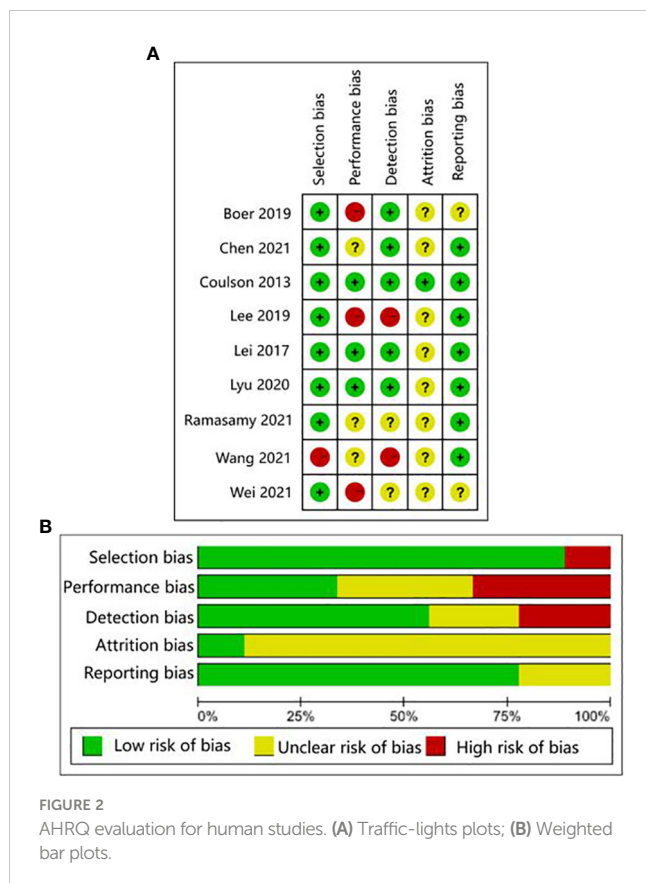 A
Selection bias
Performance bias
Detection bias
Attrition bias
Reporting bias
Boer 2019 + - + ? ?
Chen 2021 + ? + ? +
Coulson 2013 + + + + +
Lee 2019 + - - ? +
Lei 2017 + + + ? +
Lyu 2020 + + + ? +
Ramasamy 2021 + ? ? ? +
Wang 2021 - ? - ? +
Wei 2021 + - ? ? ?
B
Selection bias
Performance bias
Detection bias
Attrition bias
Reporting bias
0% 25% 50% 75% 100%
Low risk of bias Unclear risk of bias High risk of bias
FIGURE 2
AHRQ evaluation for human studies. (A) Traffic-lights plots; (B) Weighted
bar plots.